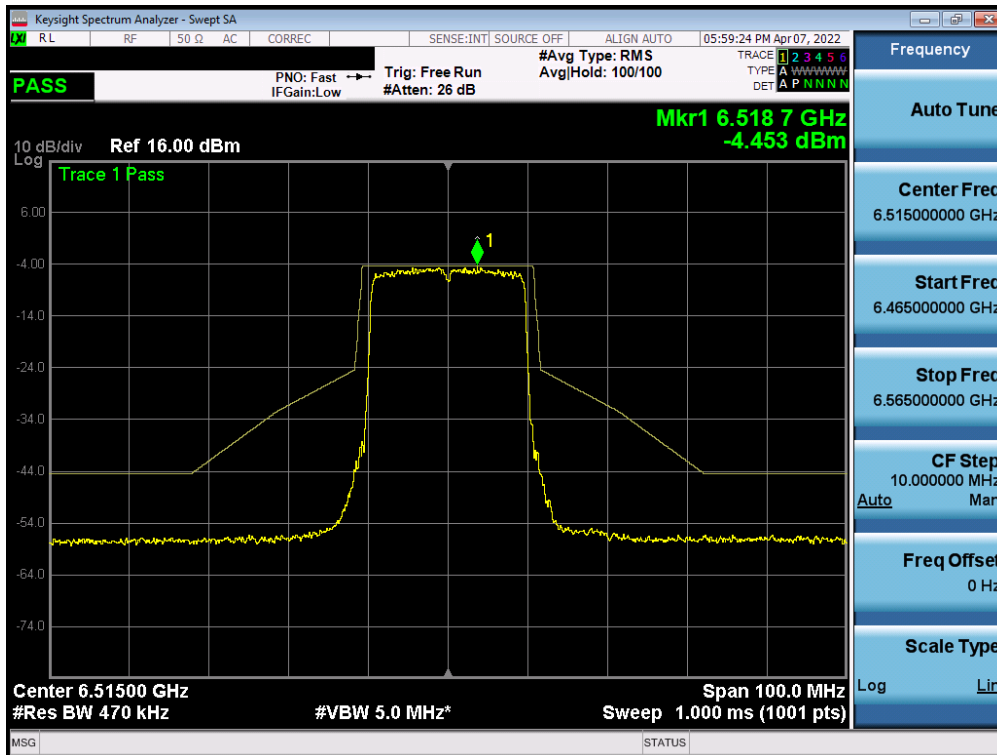 Keysight Spectrum Analyzer - Swept SA
LXI RL RF 50 Ω AC CORREC SENSE:INT SOURCE OFF ALIGN AUTO 05:59:24 PM Apr 07, 2022
PASS
PNO: Fast
IFGain:Low
Trig: Free Run
#Atten: 26 dB
#Avg Type: RMS
Avg|Hold: 100/100
TRACE 1 2 3 4 5 6
TYPE A WWWWW
DET A P N N N N
Mkr1 6.518 7 GHz
-4.453 dBm
10 dB/div Ref 16.00 dBm
Log
Trace 1 Pass
1
6.00
-4.00
-14.0
-24.0
-34.0
-44.0
-54.0
-64.0
-74.0
Center 6.51500 GHz Span 100.0 MHz
#Res BW 470 kHz #VBW 5.0 MHz* Sweep 1.000 ms (1001 pts)
MSG STATUS
Frequency
Auto Tune
Center Freq
6.515000000 GHz
Start Freq
6.465000000 GHz
Stop Freq
6.565000000 GHz
CF Step
10.000000 MHz
Auto Man
Freq Offset
0 Hz
Scale Type
Log Lin